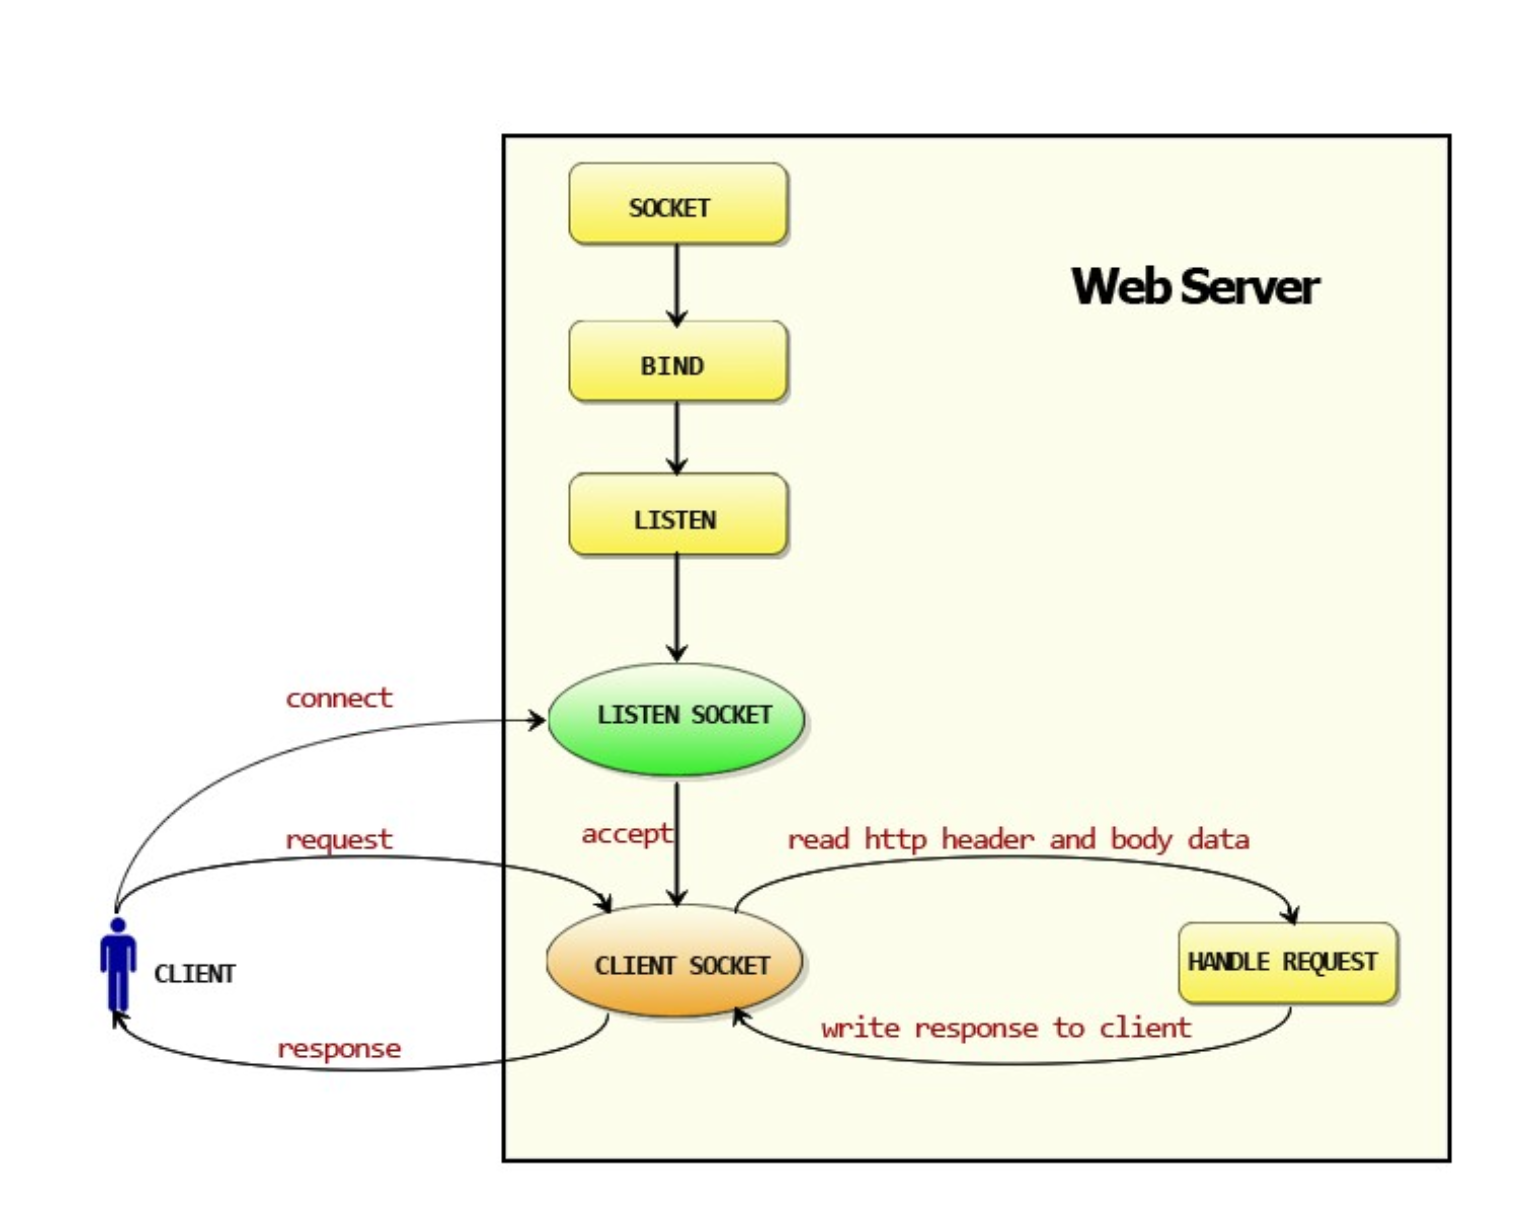 SOCKET
Web Server
BIND
LISTEN
connect
LISTEN SOCKET
request
accept
read http header and body data
CLIENT
CLIENT SOCKET
HANDLE REQUEST
response
write response to client